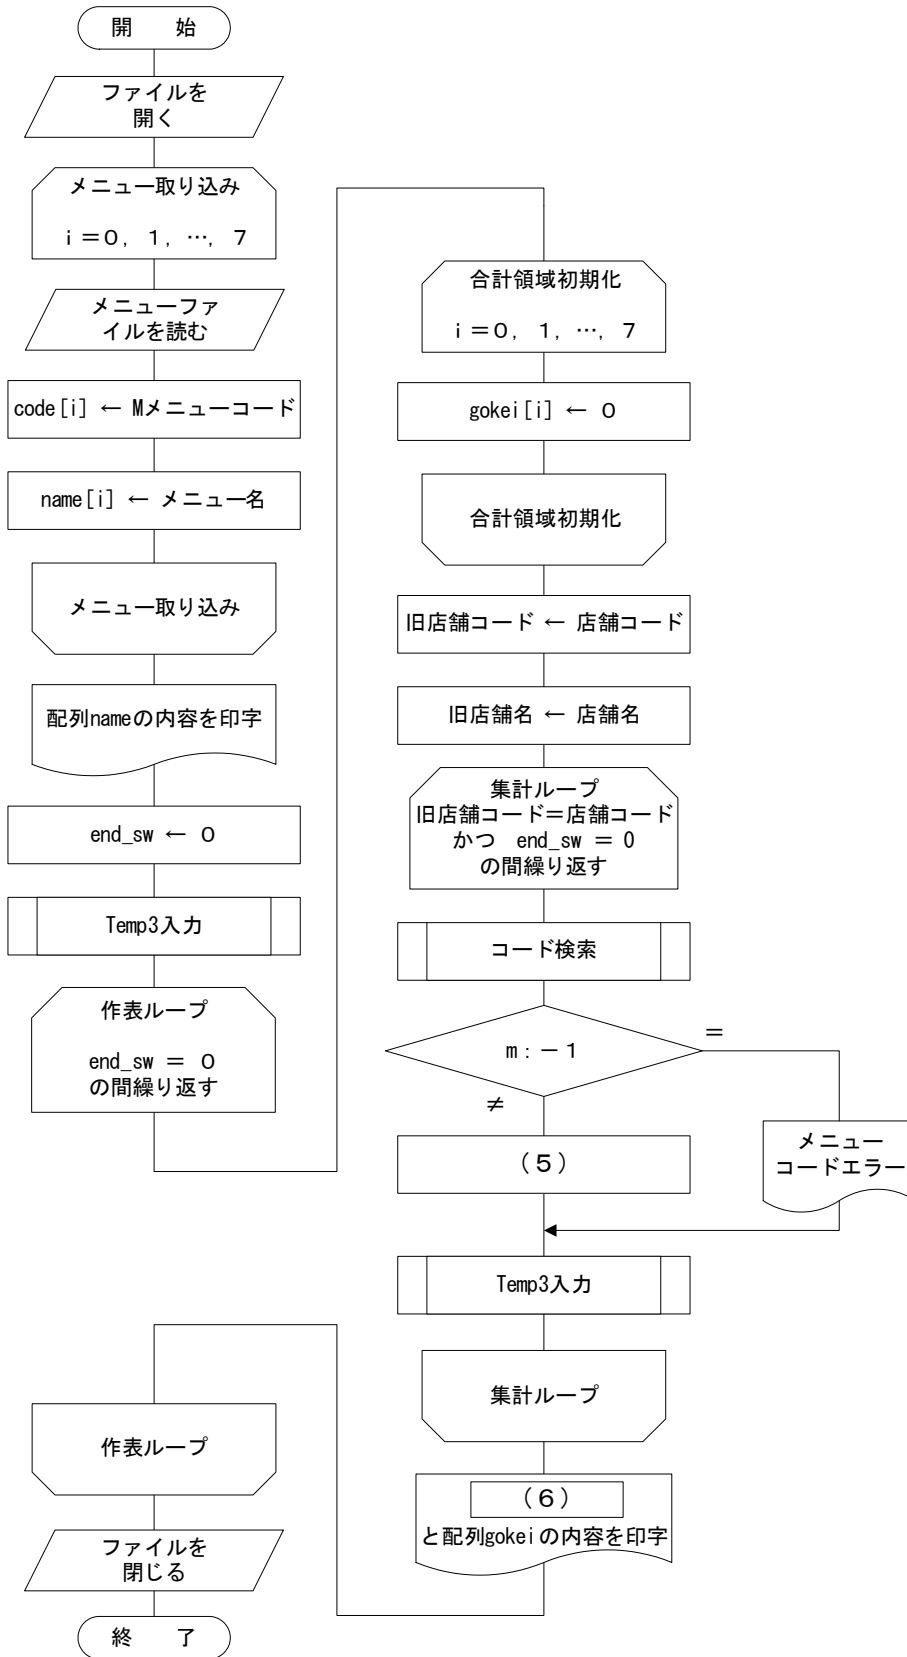 開　始
ファイルを
開く
メニュー取り込み
ｉ＝０，１，…，７
メニューファ
イルを読む
code[i] ← Mメニューコード
name[i] ← メニュー名
メニュー取り込み
配列nameの内容を印字
end_sw ← ０
Temp3入力
作表ループ
end_sw ＝ ０
の間繰り返す
合計領域初期化
ｉ＝０，１，…，７
gokei[i] ← ０
合計領域初期化
旧店舗コード ← 店舗コード
旧店舗名 ← 店舗名
集計ループ
旧店舗コード＝店舗コード
かつ　end_sw ＝ 0
の間繰り返す
コード検索
ｍ：－１
＝
≠
メニュー
コードエラー
（５）
Temp3入力
集計ループ
（６）
と配列gokeiの内容を印字
作表ループ
ファイルを
閉じる
終　了